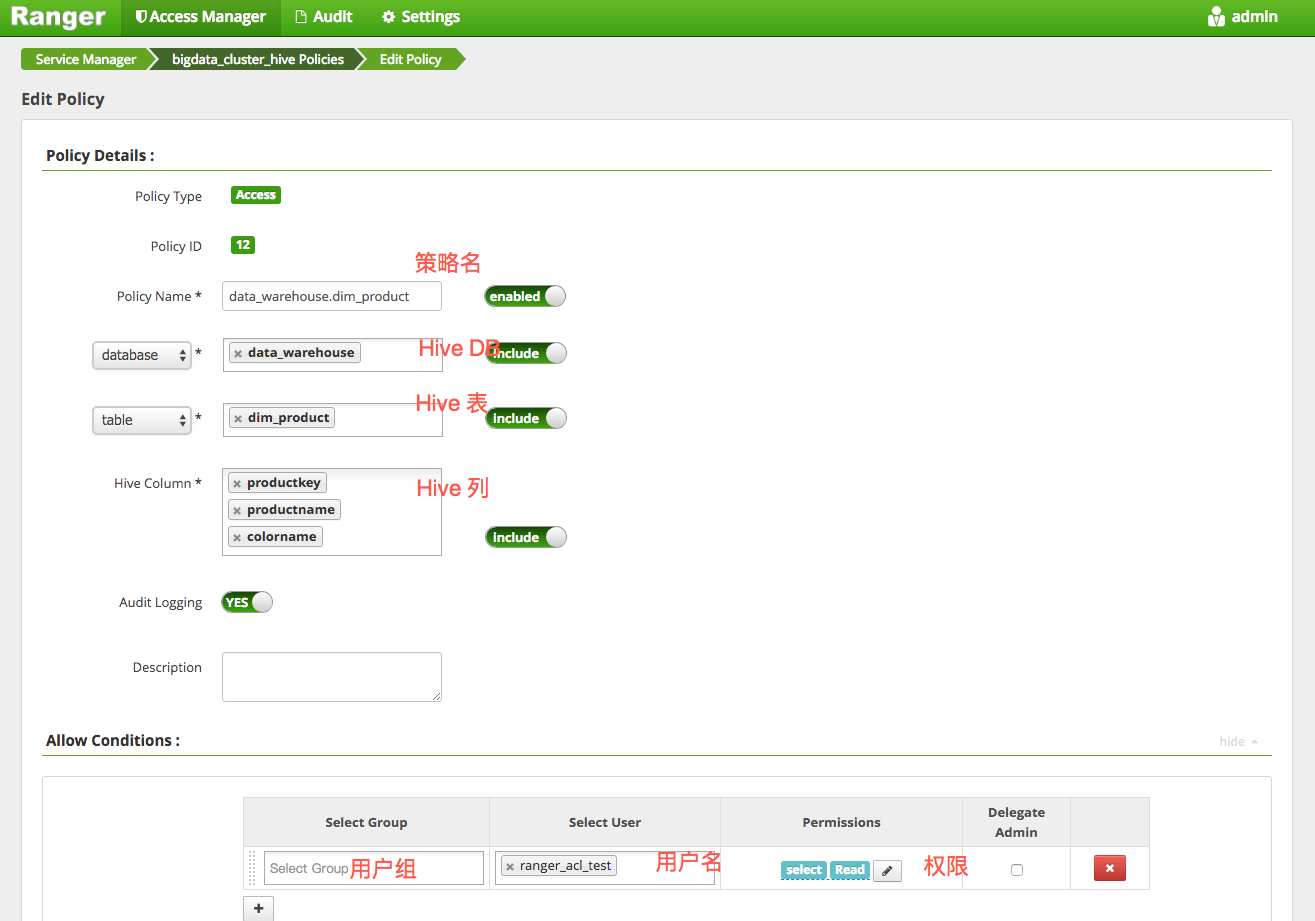 Ranger Access Manager Audit Settings admin
Service Manager bigdata_cluster_hive Policies Edit Policy
Edit Policy
Policy Details :
Policy Type Access
Policy ID 12
策略名
Policy Name * data_warehouse.dim_product enabled
database * × data_warehouse Hive DB include
table * × dim_product Hive 表 include
Hive Column * × productkey Hive 列
× productname
× colorname include
Audit Logging YES
Description
Allow Conditions : hide
Select Group Select User Permissions Delegate Admin
Select Group 用户组 × ranger_acl_test 用户名 select Read 权限 ×
+